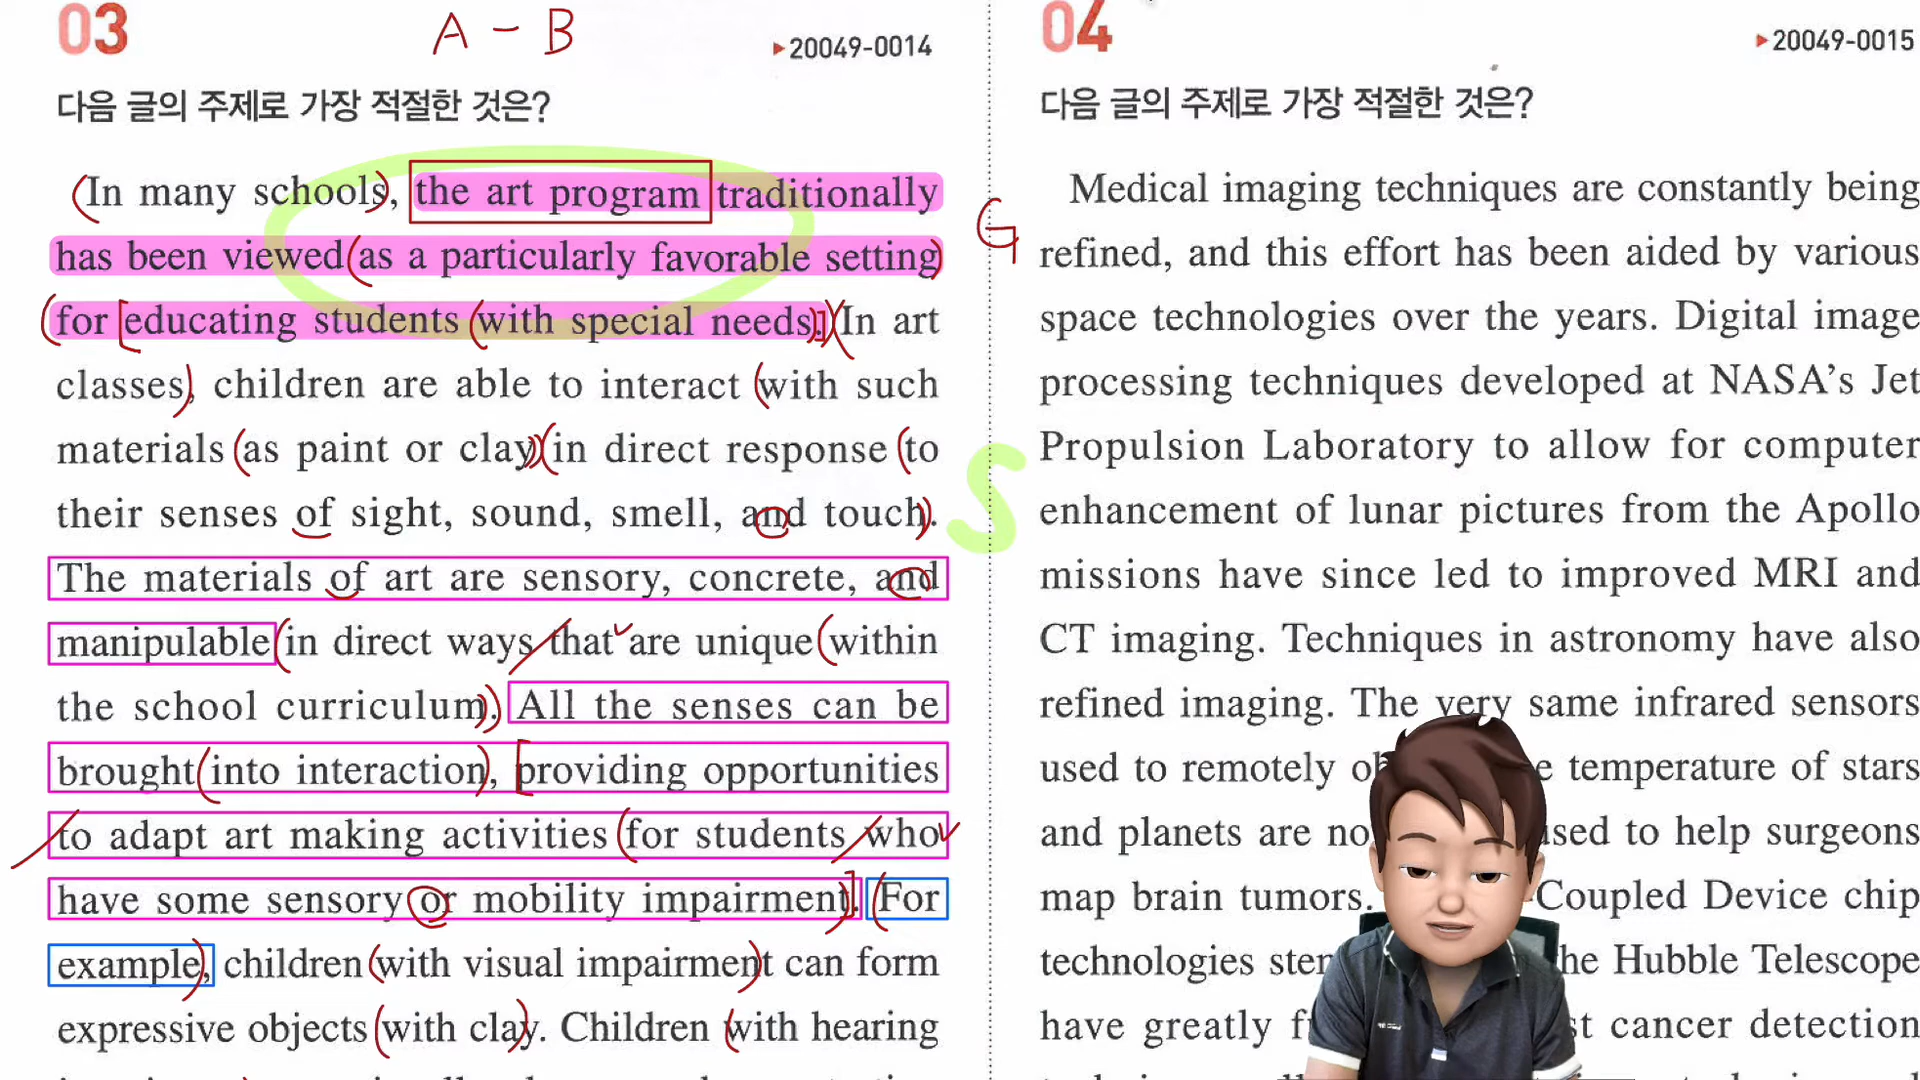 03
A - B
▸20049-0014
다음 글의 주제로 가장 적절한 것은?
(In many schools), the art program traditionally
has been viewed (as a particularly favorable setting)
(for [educating students (with special needs).] (In art
classes), children are able to interact (with such
materials (as paint or clay) (in direct response (to
their senses of sight, sound, smell, and touch).
The materials of art are sensory, concrete, and
manipulable (in direct ways that are unique (within
the school curriculum). All the senses can be
brought (into interaction), [providing opportunities
to adapt art making activities (for students who
have some sensory or mobility impairment)]. (For
example), children (with visual impairment) can form
expressive objects (with clay). Children (with hearing
G
S
04
▸20049-0015
다음 글의 주제로 가장 적절한 것은?
Medical imaging techniques are constantly being
refined, and this effort has been aided by various
space technologies over the years. Digital image
processing techniques developed at NASA's Jet
Propulsion Laboratory to allow for computer
enhancement of lunar pictures from the Apollo
missions have since led to improved MRI and
CT imaging. Techniques in astronomy have also
refined imaging. The very same infrared sensors
used to remotely temperature of stars
and planets are to help surgeons
map brain tumors. Coupled Device chip
technologies the Hubble Telescope
have greatly cancer detection